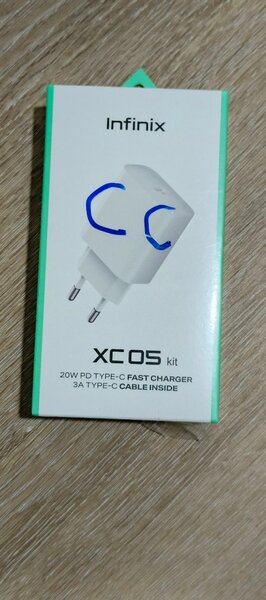 Infinix
C C
XC05 kit
20W PD TYPE-C FAST CHARGER
3A TYPE-C CABLE INSIDE